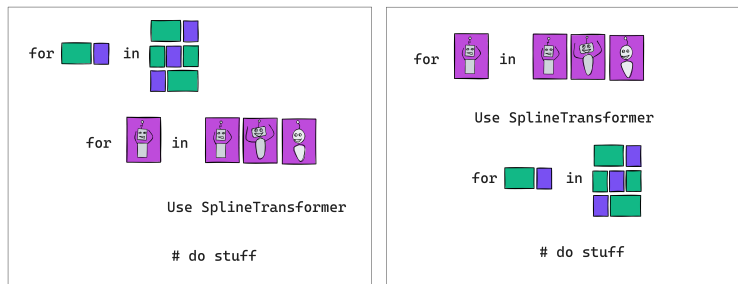 for in
for in
Use SplineTransformer
# do stuff
for in
Use SplineTransformer
for in
# do stuff